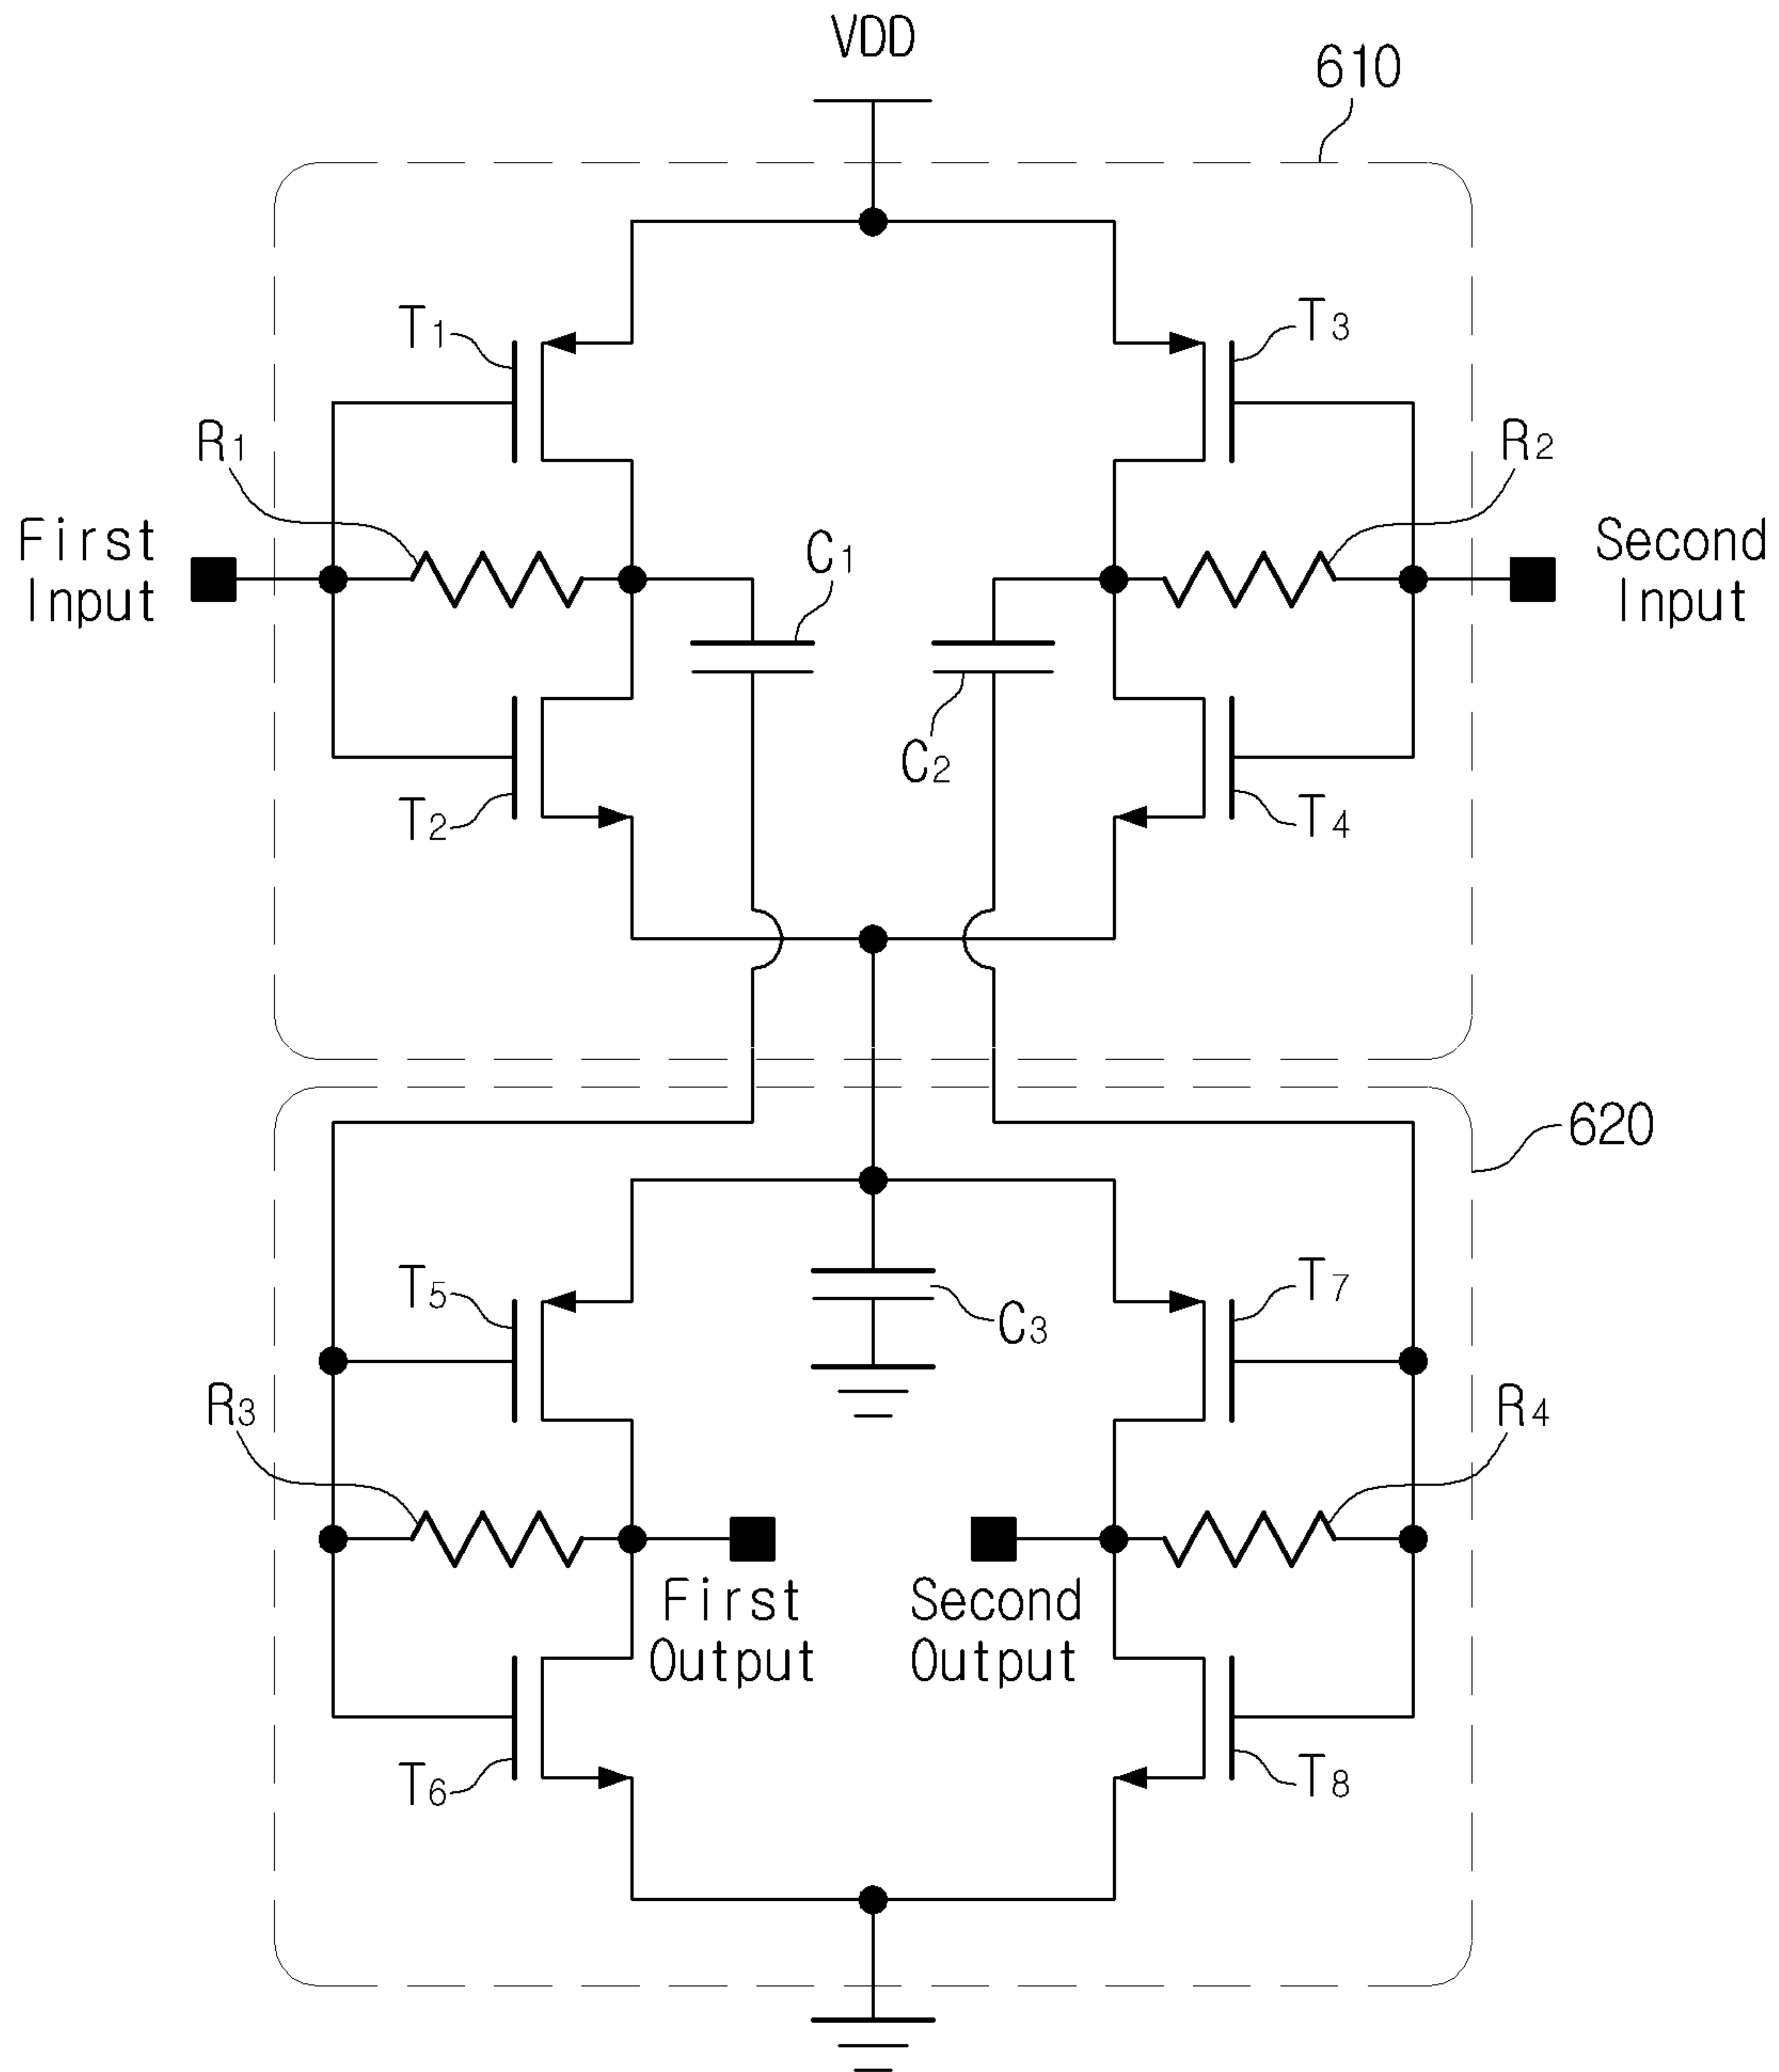 VDD
610
T1
T3
R1
R2
First
Input
C1
Second
Input
C2
T2
T4
620
T5
T7
C3
R3
R4
First
Output
Second
Output
T6
T8